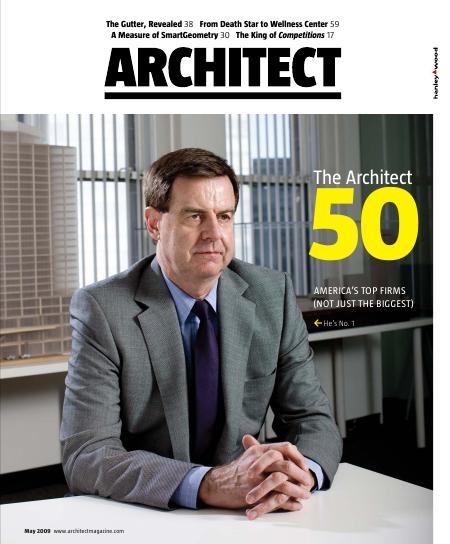 The Gutter, Revealed 38 From Death Star to Wellness Center 59
A Measure of SmartGeometry 30 The King of Competitions 17
hanley wood
ARCHITECT
The Architect
50
AMERICA'S TOP FIRMS
(NOT JUST THE BIGGEST)
← He's No. 1
May 2009 www.architectmagazine.com